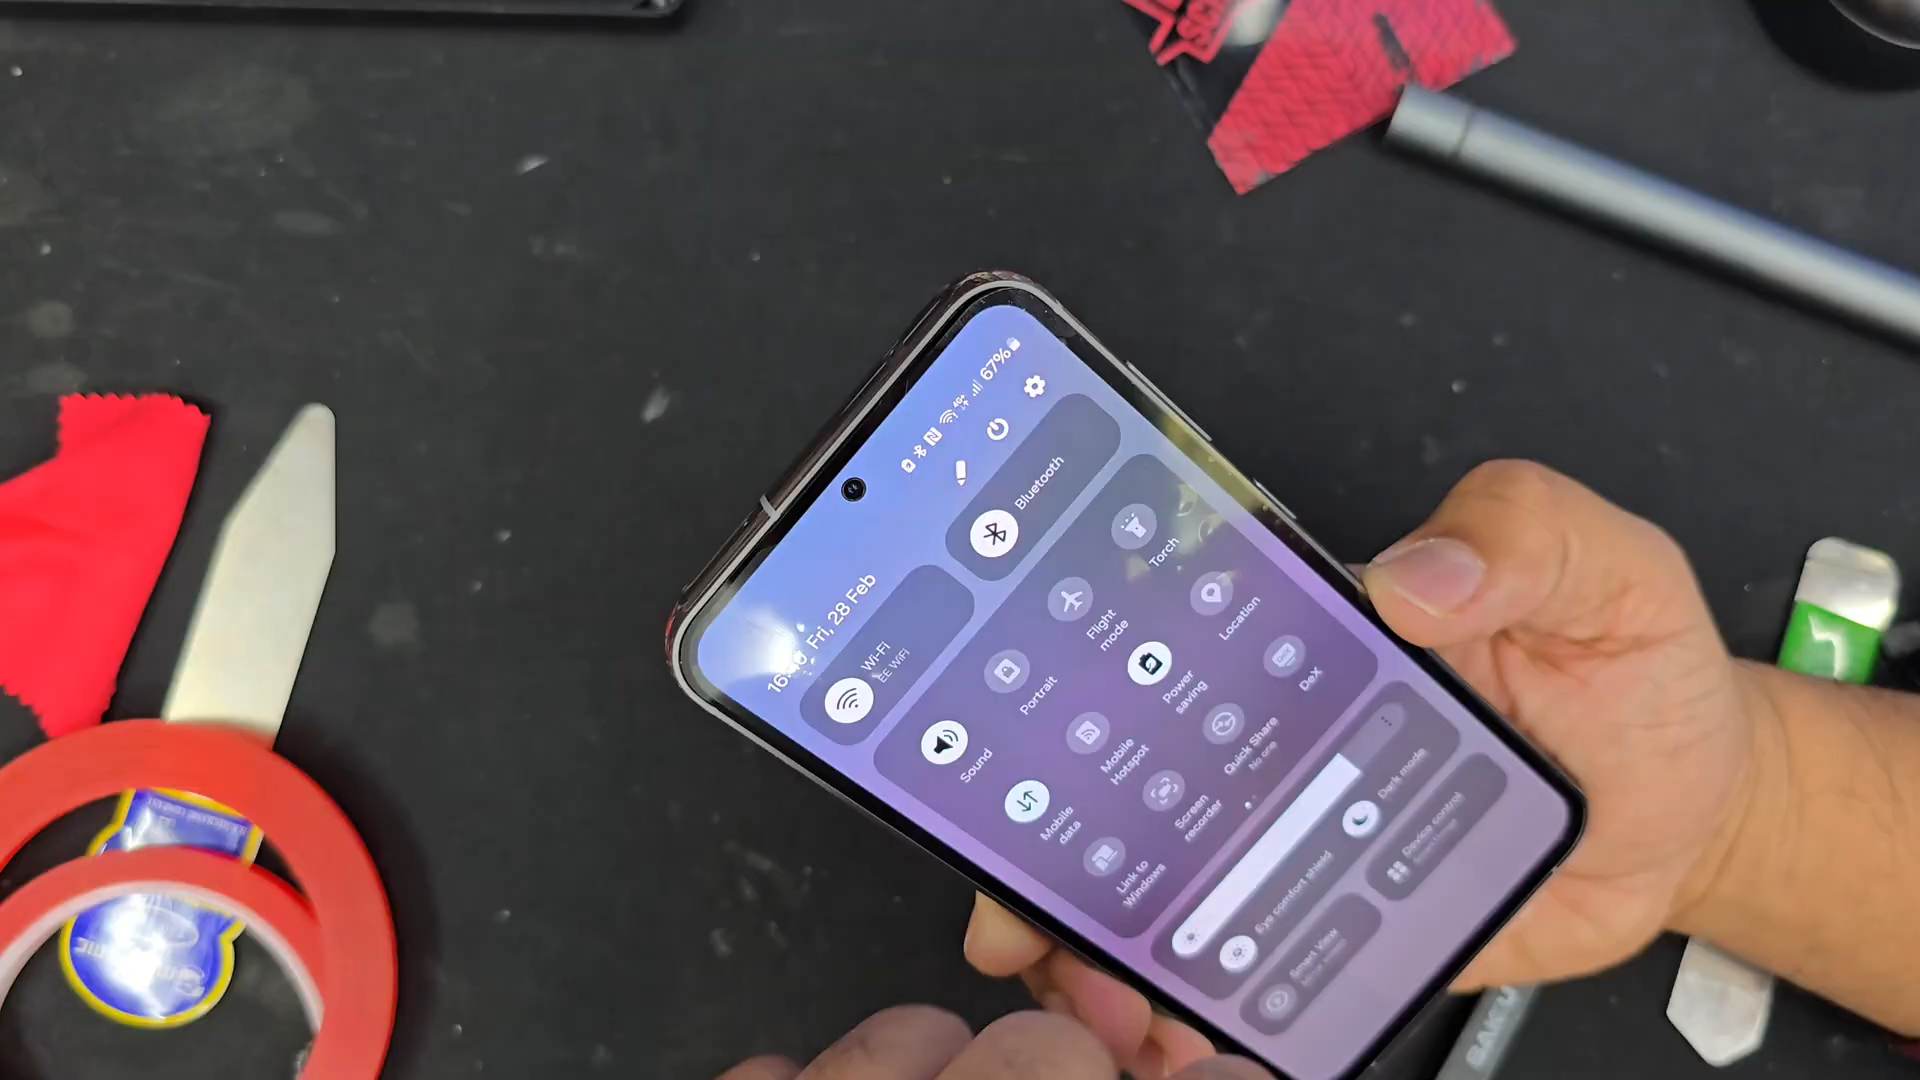 67%
4G+
Fri, 28 Feb
Wi-Fi
EE WiFi
Bluetooth
Sound
Portrait
Flight
mode
Torch
Mobile
data
Mobile
Hotspot
Power
saving
Location
Link to
Windows
Screen
recorder
Quick Share
No one
DeX
Eye comfort shield
Dark mode
Smart View
Device control
BAKU